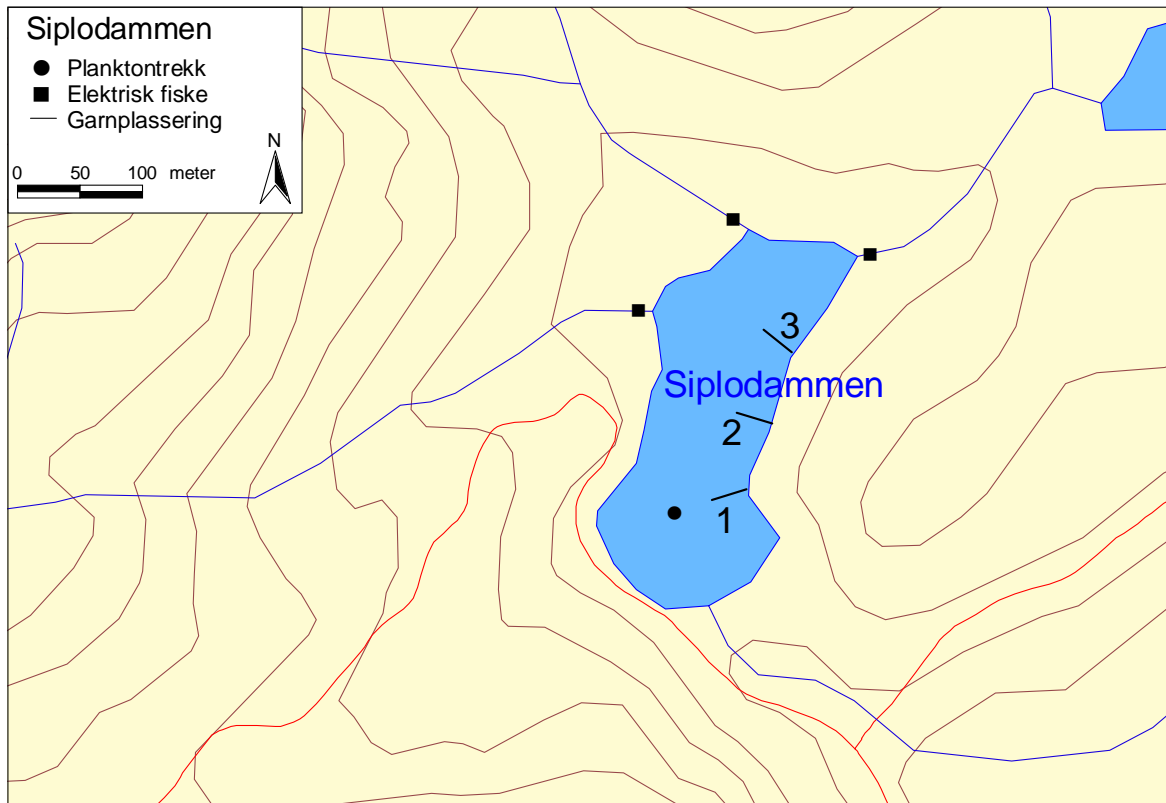 Siplodammen
Planktontrekk
Elektrisk fiske
Garnplassering
N
0 50 100 meter
3
Siplodammen
2
1